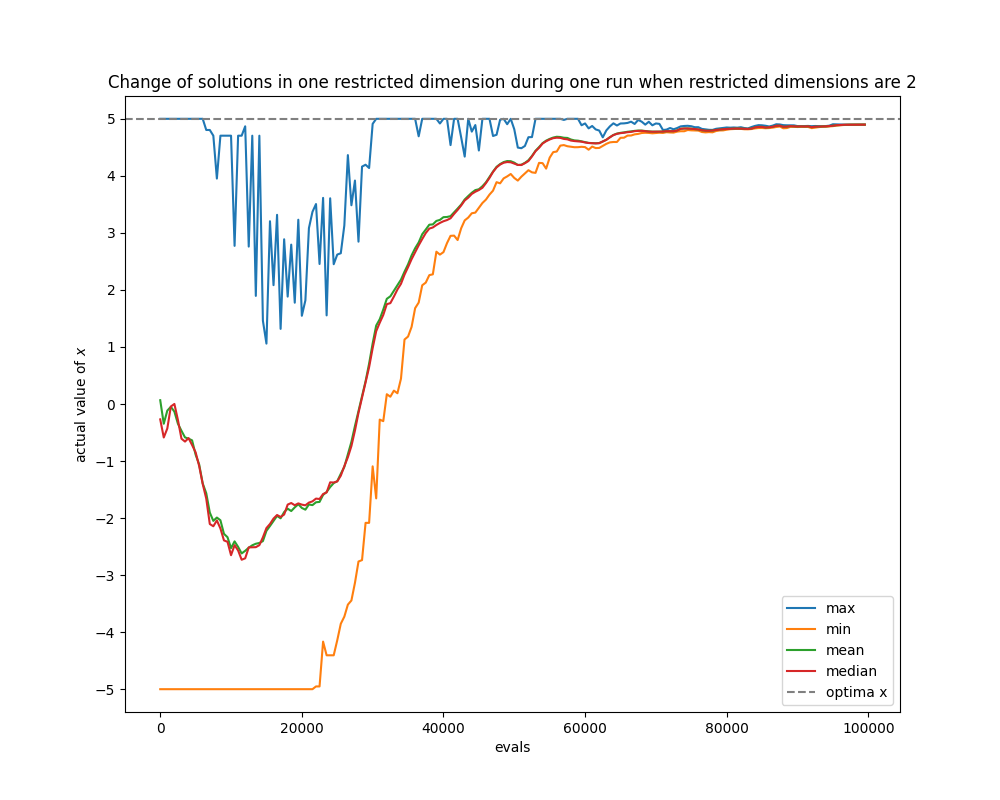 Change of solutions in one restricted dimension during one run when restricted dimensions are 2
5
4
3
2
1
0
−1
−2
−3
−4
−5
actual value of x
0 20000 40000 60000 80000 100000
evals
max
min
mean
median
optima x